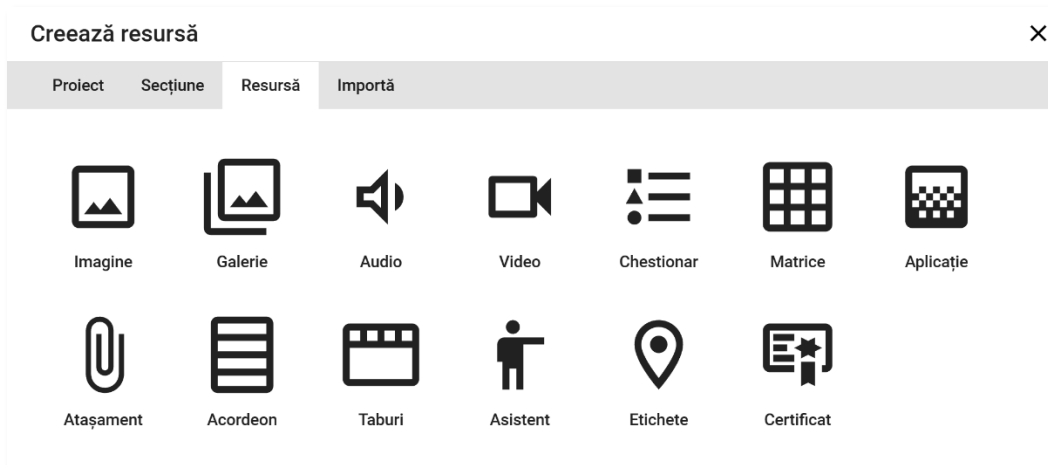 Creează resursă
Proiect Secțiune Resursă Importă
Imagine Galerie Audio Video Chestionar Matrice Aplicație
Atașament Acordeon Taburi Asistent Etichete Certificat